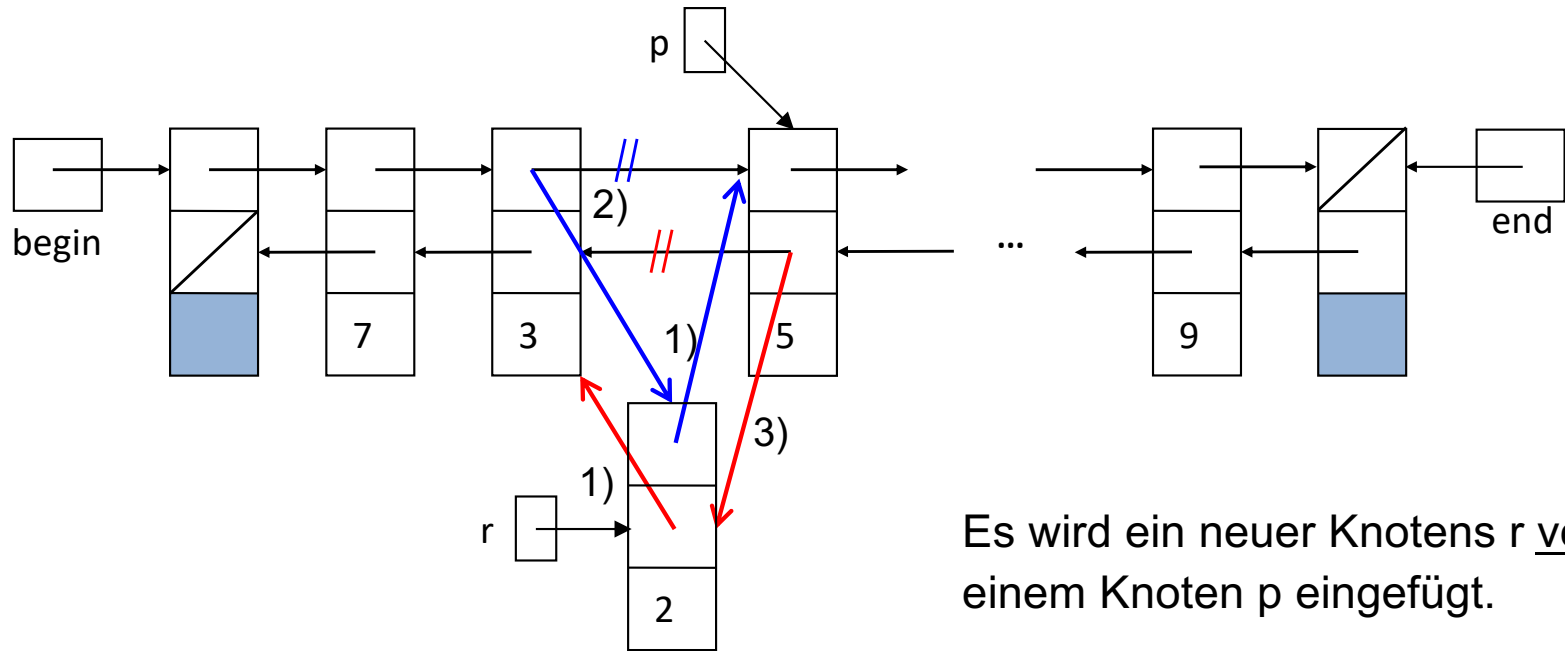 p
begin
2)
...
end
7
3
1)
5
9
3)
1)
r
2
Es wird ein neuer Knotens r
einem Knoten p eingefügt.